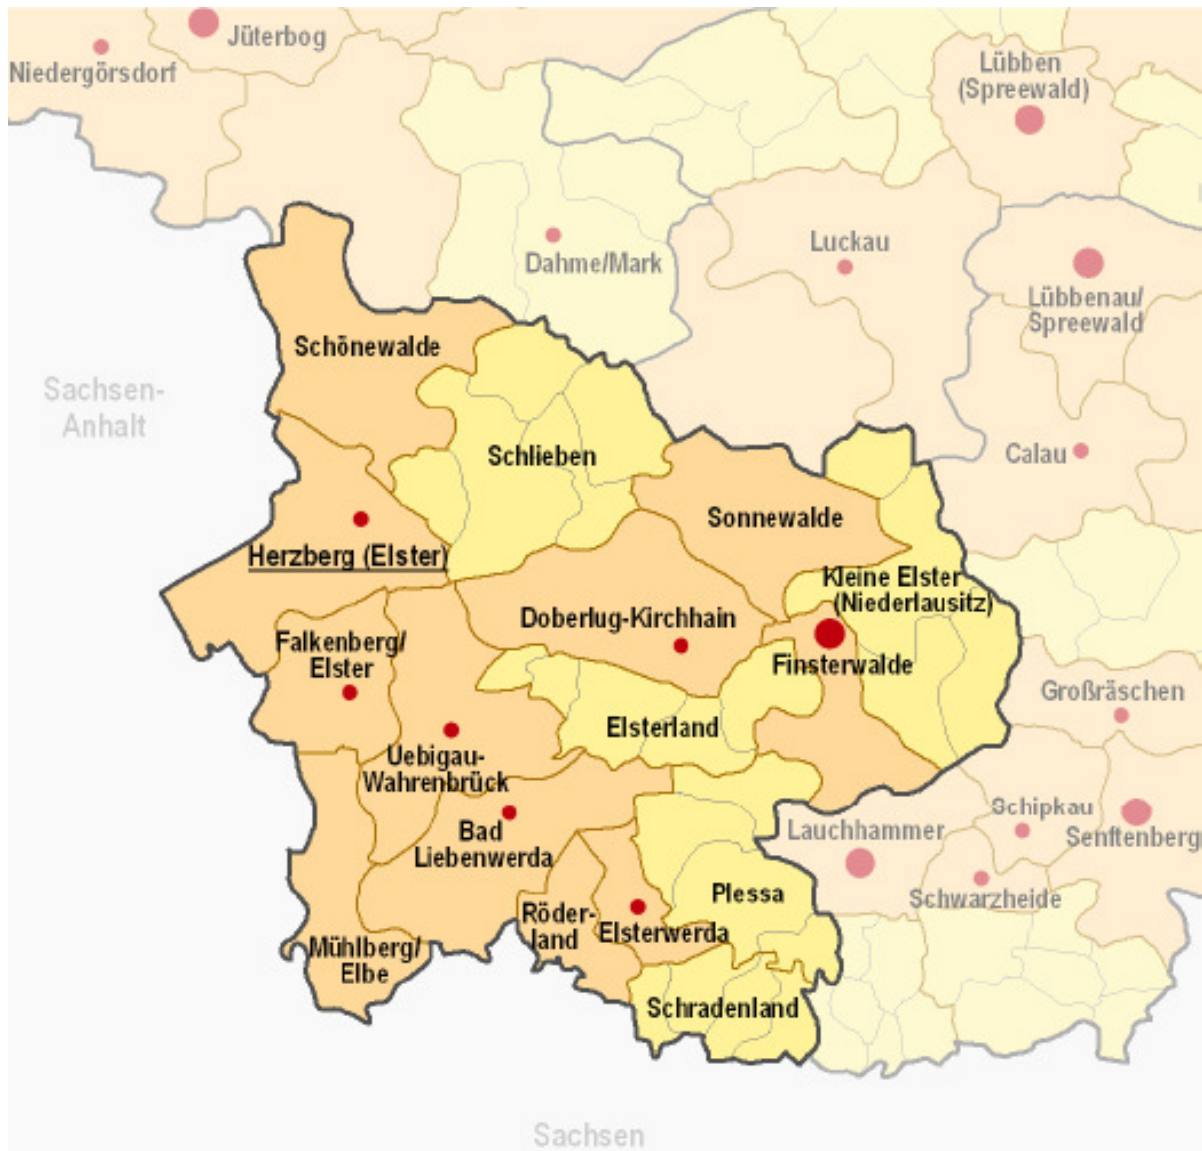 Jüterbog
Niedergörsdorf
Lübben
(Spreewald)
Dahme/Mark
Luckau
Lübbenau/
Spreewald
Schönewalde
Sachsen-
Anhalt
Schlieben
Calau
Sonnewalde
Herzberg (Elster)
Kleine Elster
(Niederlausitz)
Doberlug-Kirchhain
Falkenberg/
Elster
Finsterwalde
Großräschen
Elsterland
Uebigau-
Wahrenbrück
Schipkau
Lauchhammer
Senftenberg
Bad
Liebenwerda
Plessa
Schwarzheide
Röder-
land
Elsterwerda
Mühlberg/
Elbe
Schradenland
Sachsen